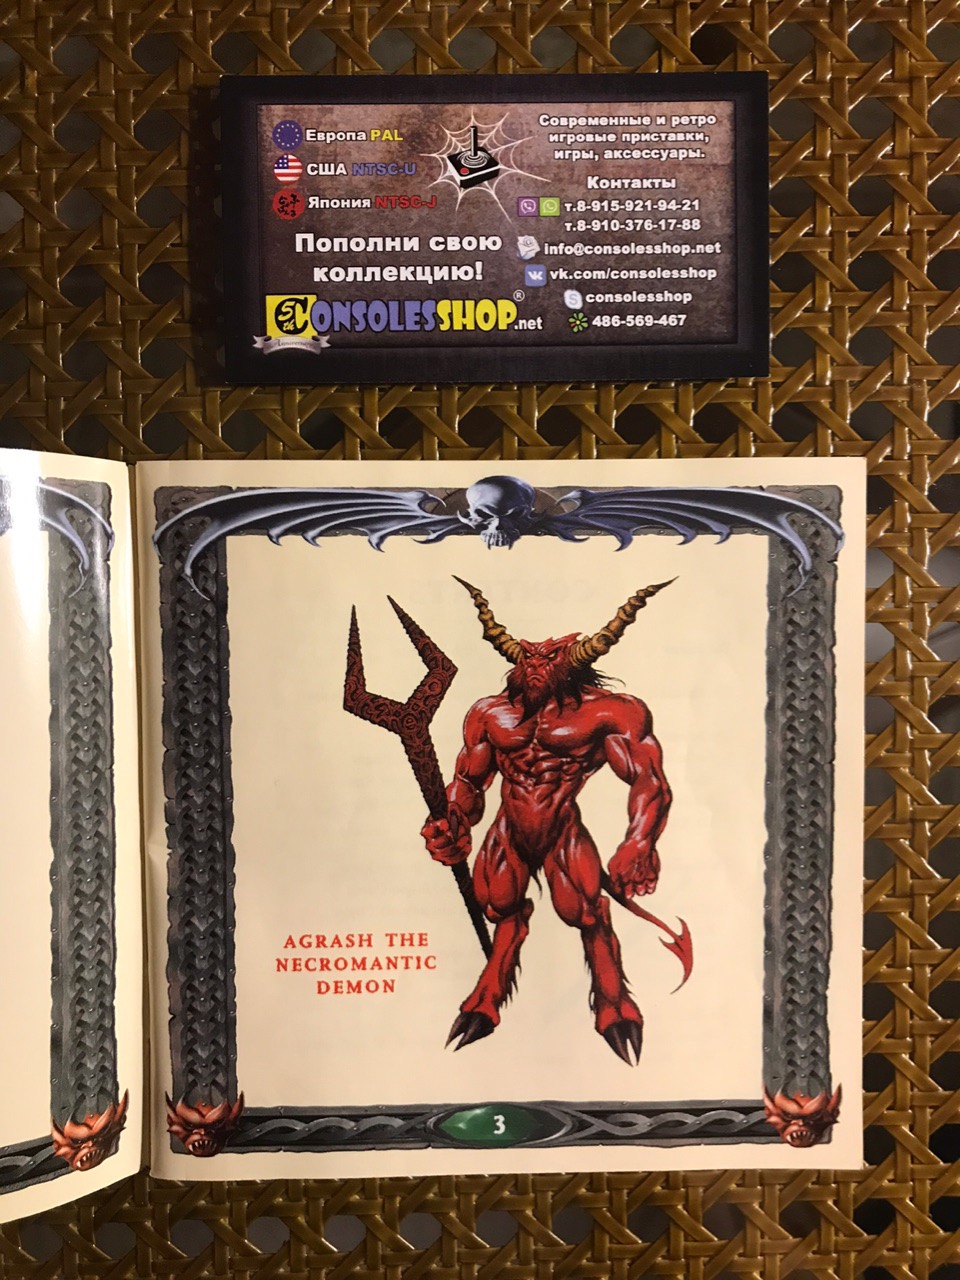 Европа PAL
США NTSC-U
Япония NTSC-J
Пополни свою
коллекцию!
5th
Anniversary
CONSOLESSHOP®.net
Современные и ретро
игровые приставки,
игры, аксессуары.
Контакты
т.8-915-921-94-21
т.8-910-376-17-88
info@consolesshop.net
vk.com/consolesshop
consolesshop
486-569-467
AGRASH THE
NECROMANTIC
DEMON
3